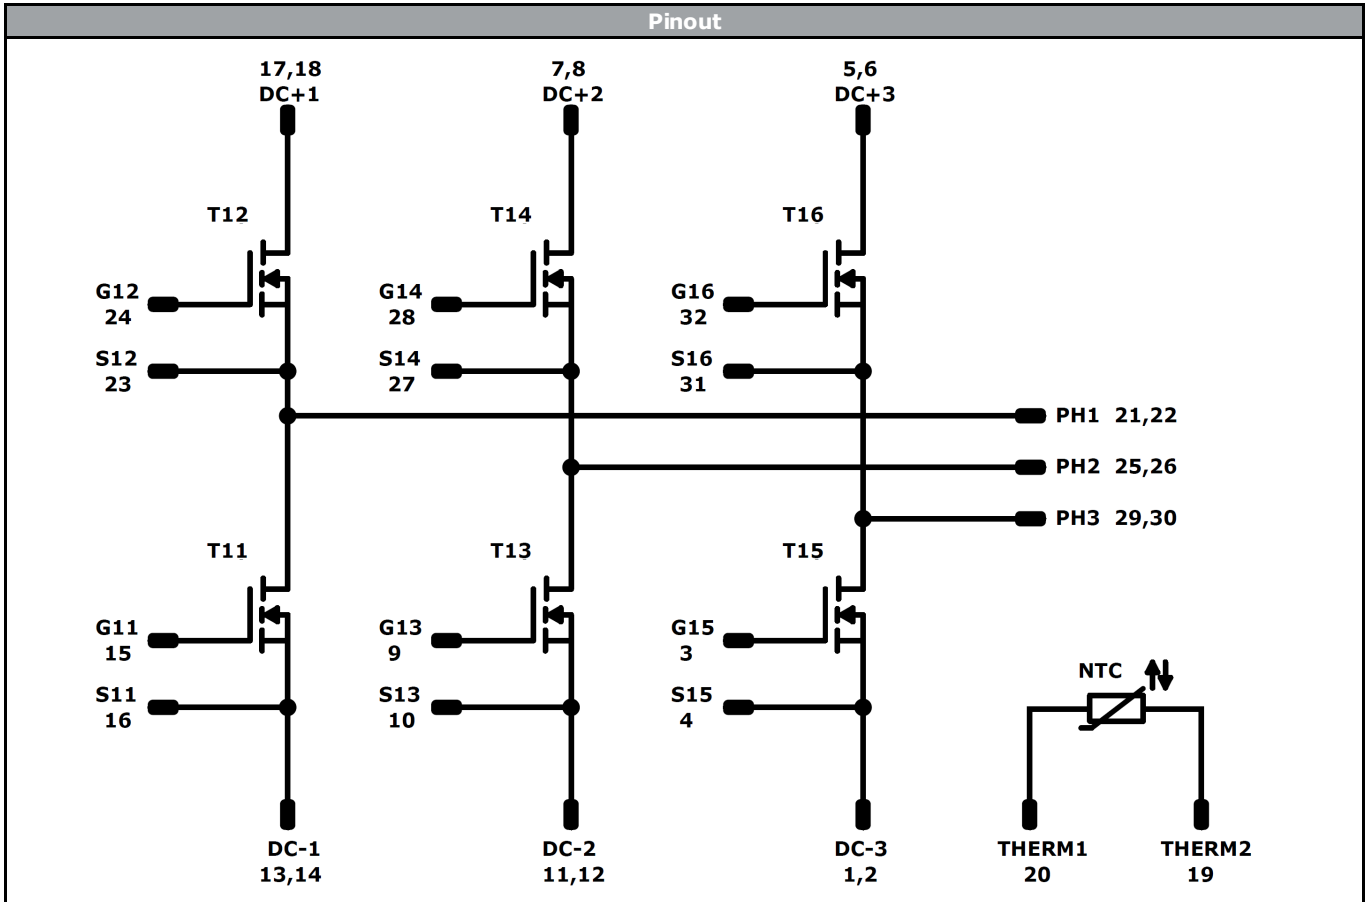 Pinout
17,18
DC+1
7,8
DC+2
5,6
DC+3
T12
T14
T16
G12
24
G14
28
G16
32
S12
23
S14
27
S16
31
PH1 21,22
PH2 25,26
PH3 29,30
T11
T13
T15
G11
15
G13
9
G15
3
S11
16
S13
10
S15
4
NTC
DC-1
13,14
DC-2
11,12
DC-3
1,2
THERM1
20
THERM2
19